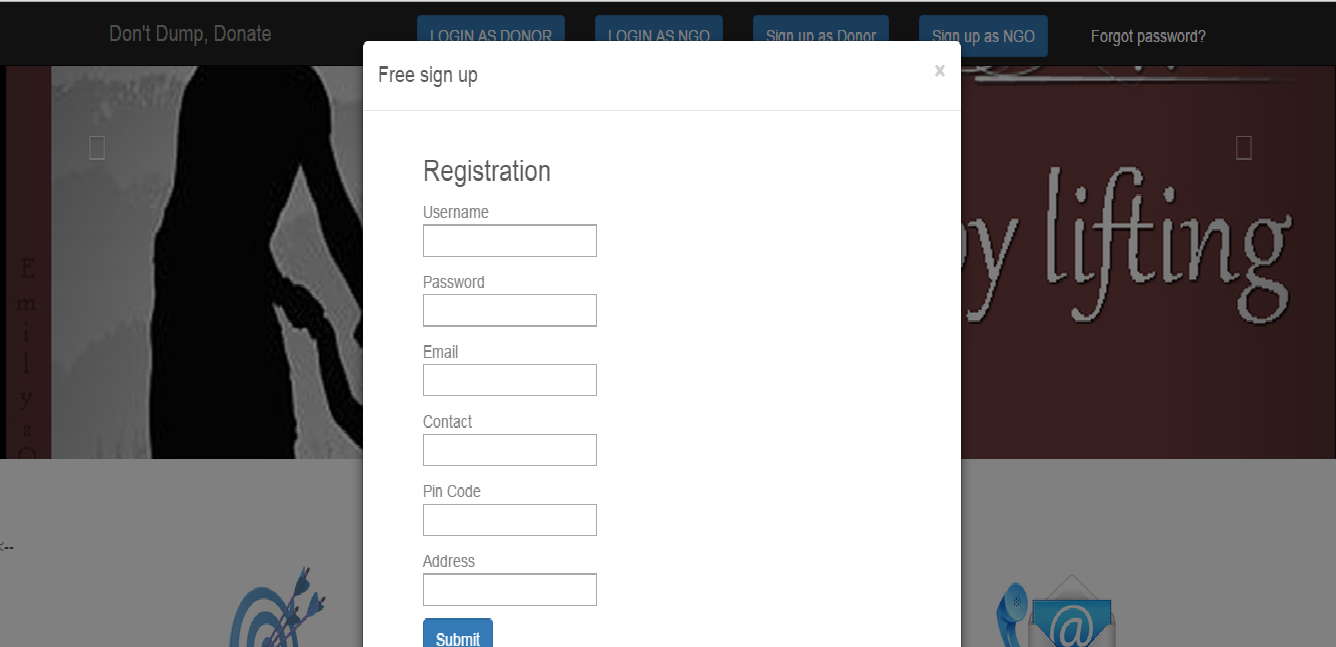 Don't Dump, Donate
LOGIN AS DONOR
LOGIN AS NGO
Sign up as Donor
Sign up as NGO
Forgot password?
Free sign up
×
Registration
Username
Password
Email
Contact
Pin Code
Address
Submit
y lifting
Emily
<--
@